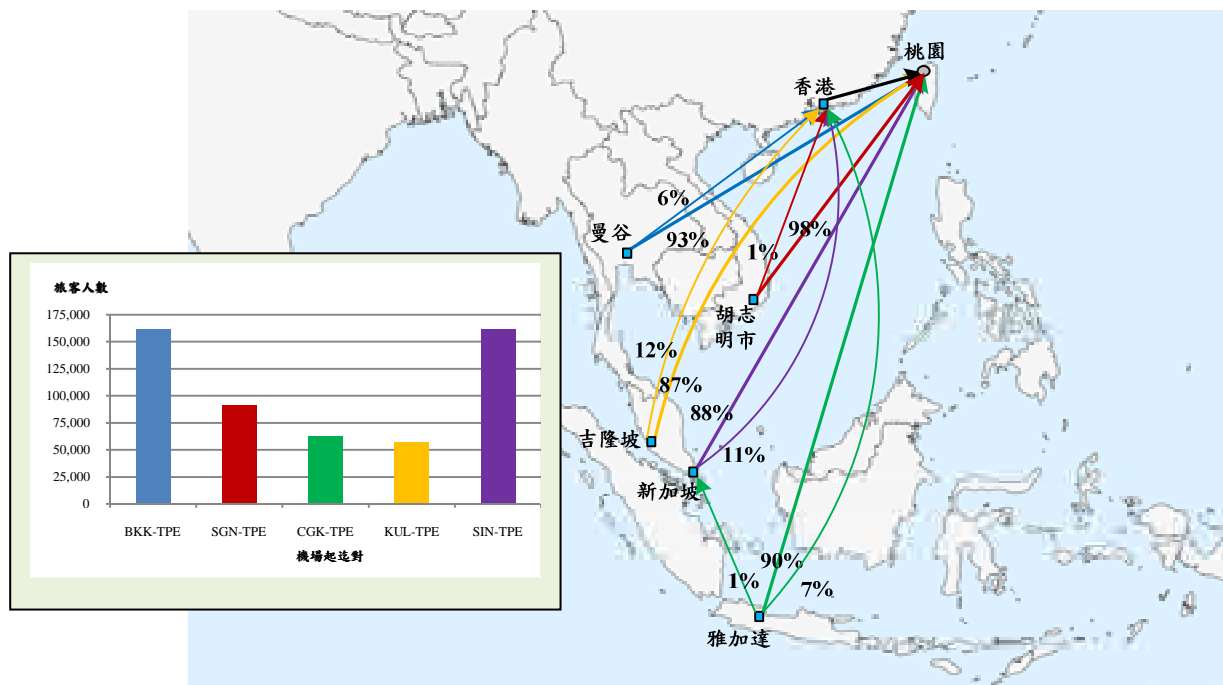 桃園
香港
6%
曼谷
93%
98%
1%
胡志
明市
12%
87%
88%
吉隆坡
11%
新加坡
90%
1%
7%
雅加達
旅客人數
175,000
150,000
125,000
100,000
75,000
50,000
25,000
0
BKK-TPE SGN-TPE CGK-TPE KUL-TPE SIN-TPE
機場起迄對